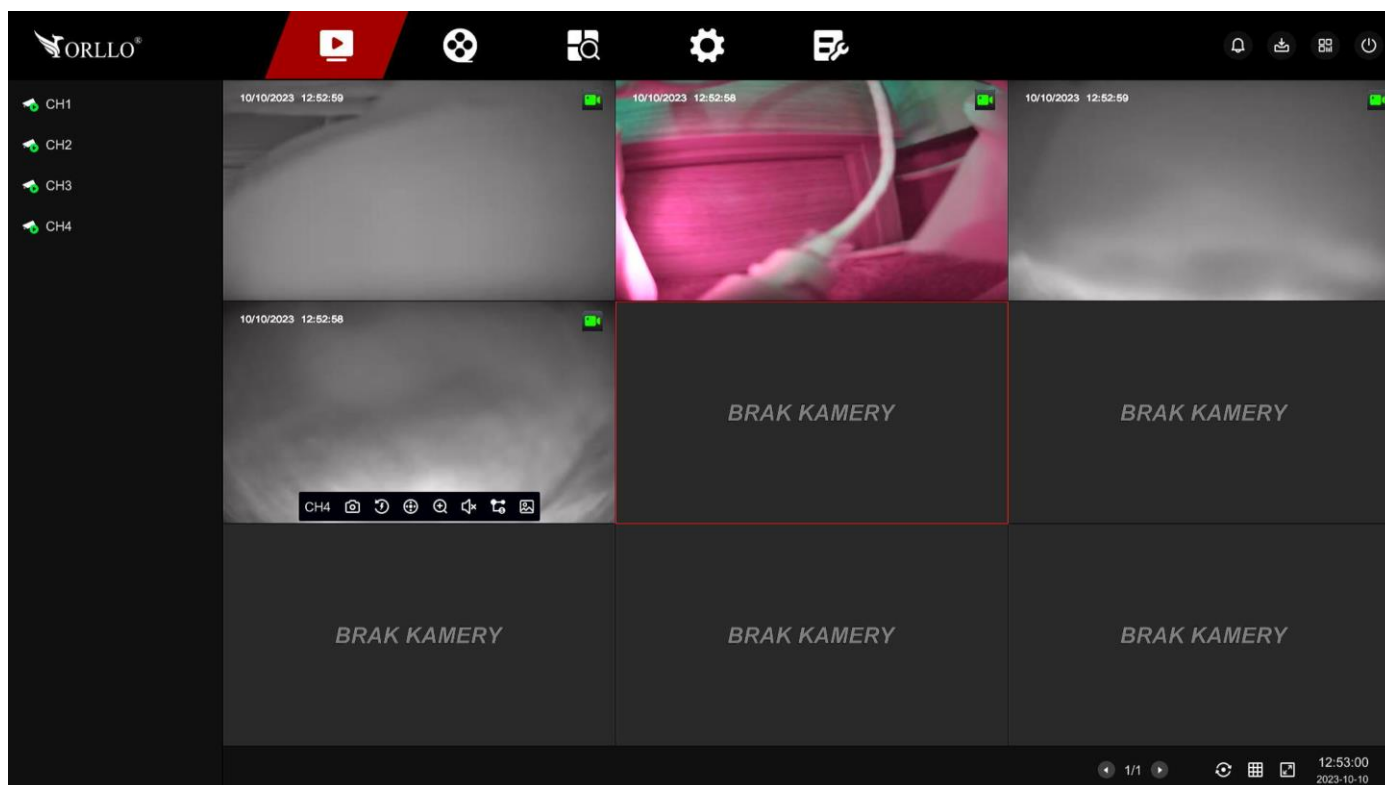 ORLLO®
CH1
CH2
CH3
CH4
10/10/2023 12:52:59
10/10/2023 12:52:58
10/10/2023 12:52:59
10/10/2023 12:52:58
CH4
BRAK KAMERY
BRAK KAMERY
BRAK KAMERY
BRAK KAMERY
BRAK KAMERY
1/1
12:53:00
2023-10-10